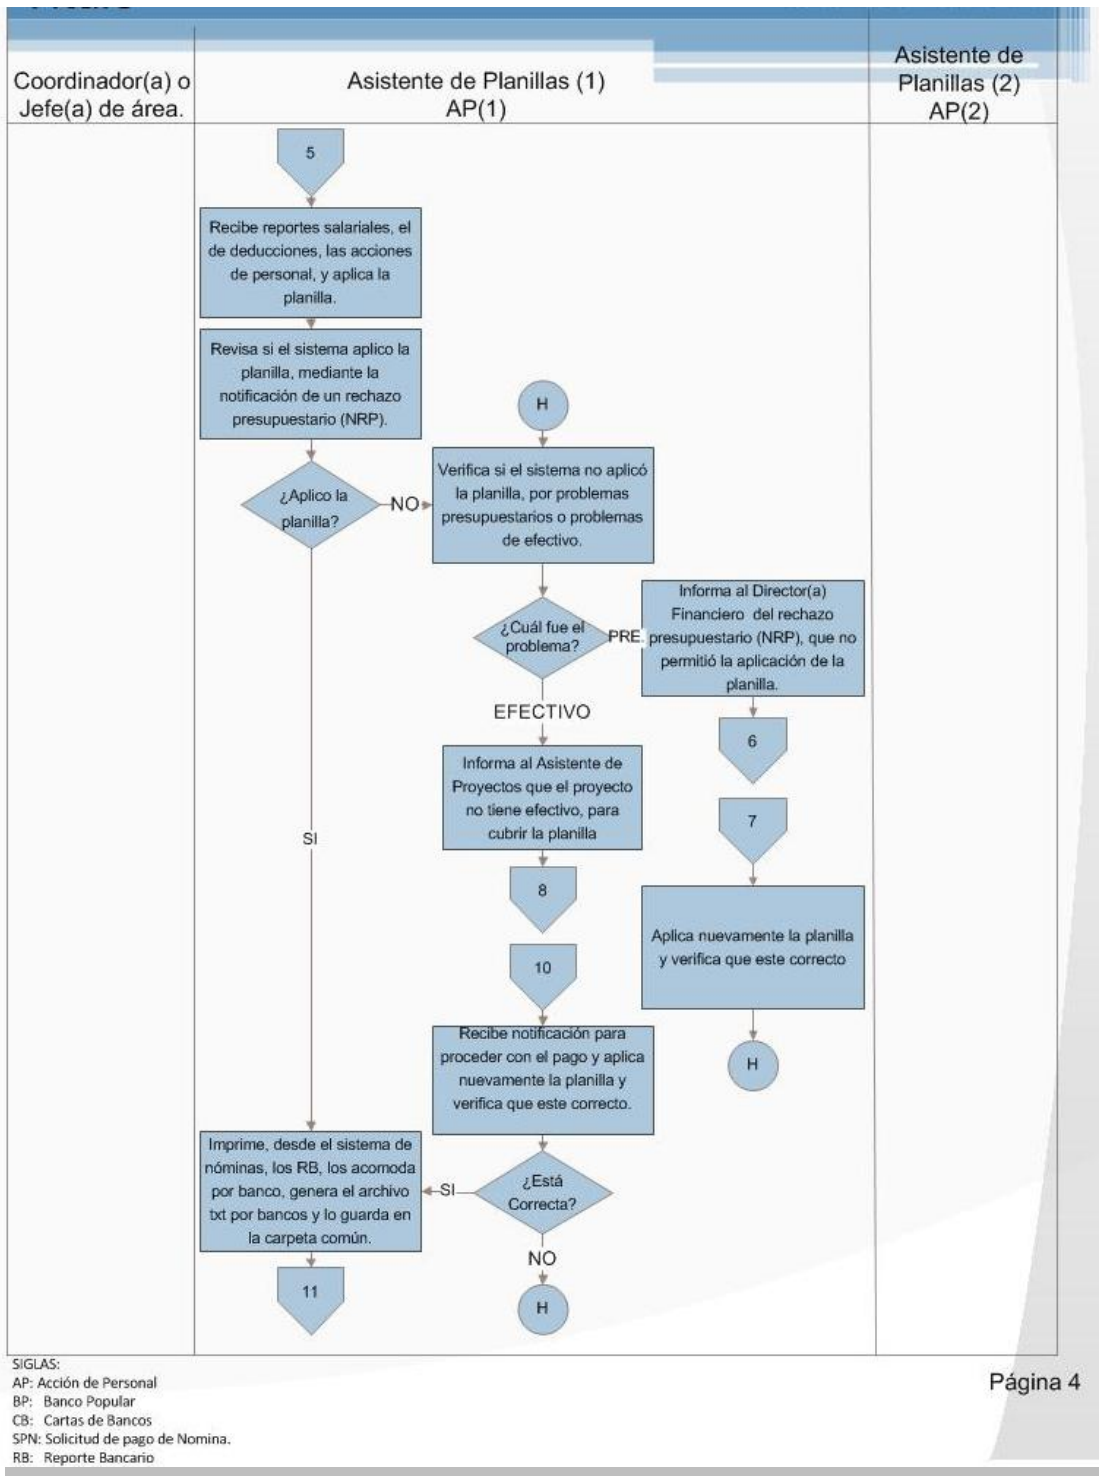 Coordinador(a) o
Jefe(a) de área.
Asistente de Planillas (1)
AP(1)
Asistente de
Planillas (2)
AP(2)
5
Recibe reportes salariales, el
de deducciones, las acciones
de personal, y aplica la
planilla.
Revisa si el sistema aplico la
planilla, mediante la
notificación de un rechazo
presupuestario (NRP).
H
¿Aplico la
planilla?
NO
Verifica si el sistema no aplicó
la planilla, por problemas
presupuestarios o problemas
de efectivo.
¿Cuál fue el
problema?
PRE.
Informa al Director(a)
Financiero del rechazo
presupuestario (NRP), que no
permitió la aplicación de la
planilla.
EFECTIVO
6
Informa al Asistente de
Proyectos que el proyecto
no tiene efectivo, para
cubrir la planilla
7
SI
8
Aplica nuevamente la planilla
y verifica que este correcto
10
Recibe notificación para
proceder con el pago y aplica
nuevamente la planilla y
verifica que este correcto.
H
Imprime, desde el sistema de
nóminas, los RB, los acomoda
por banco, genera el archivo
txt por bancos y lo guarda en
la carpeta común.
SI
¿Está
Correcta?
NO
11
H
SIGLAS:
AP: Acción de Personal
BP: Banco Popular
CB: Cartas de Bancos
SPN: Solicitud de pago de Nomina.
RB: Reporte Bancario
Página 4